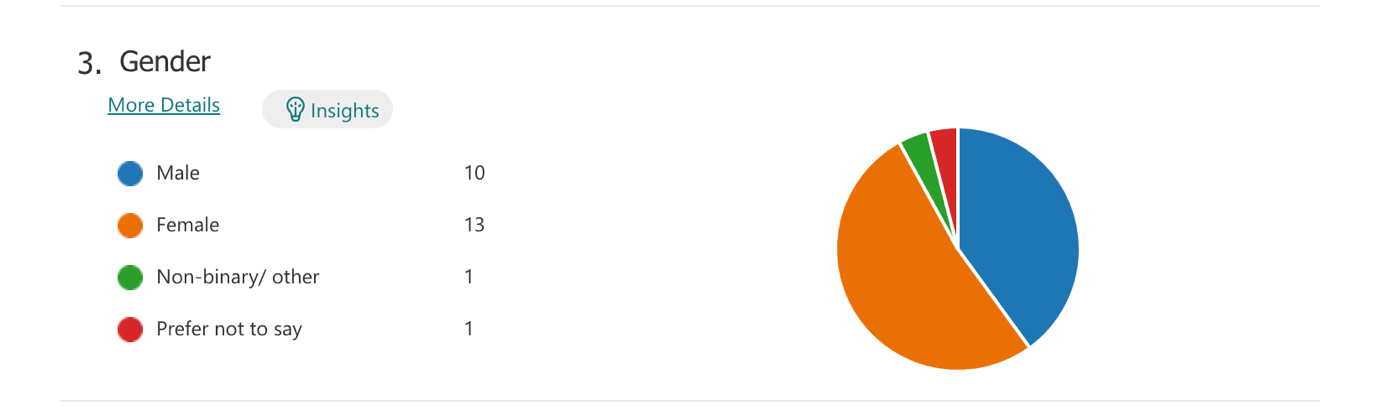 3. Gender
More Details
Insights
Male 10
Female 13
Non-binary/ other 1
Prefer not to say 1